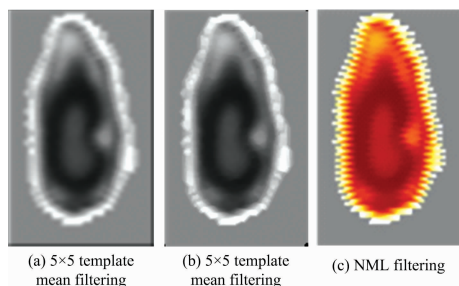 (a) 5×5 template
mean filtering
(b) 5×5 template
mean filtering
(c) NML filtering